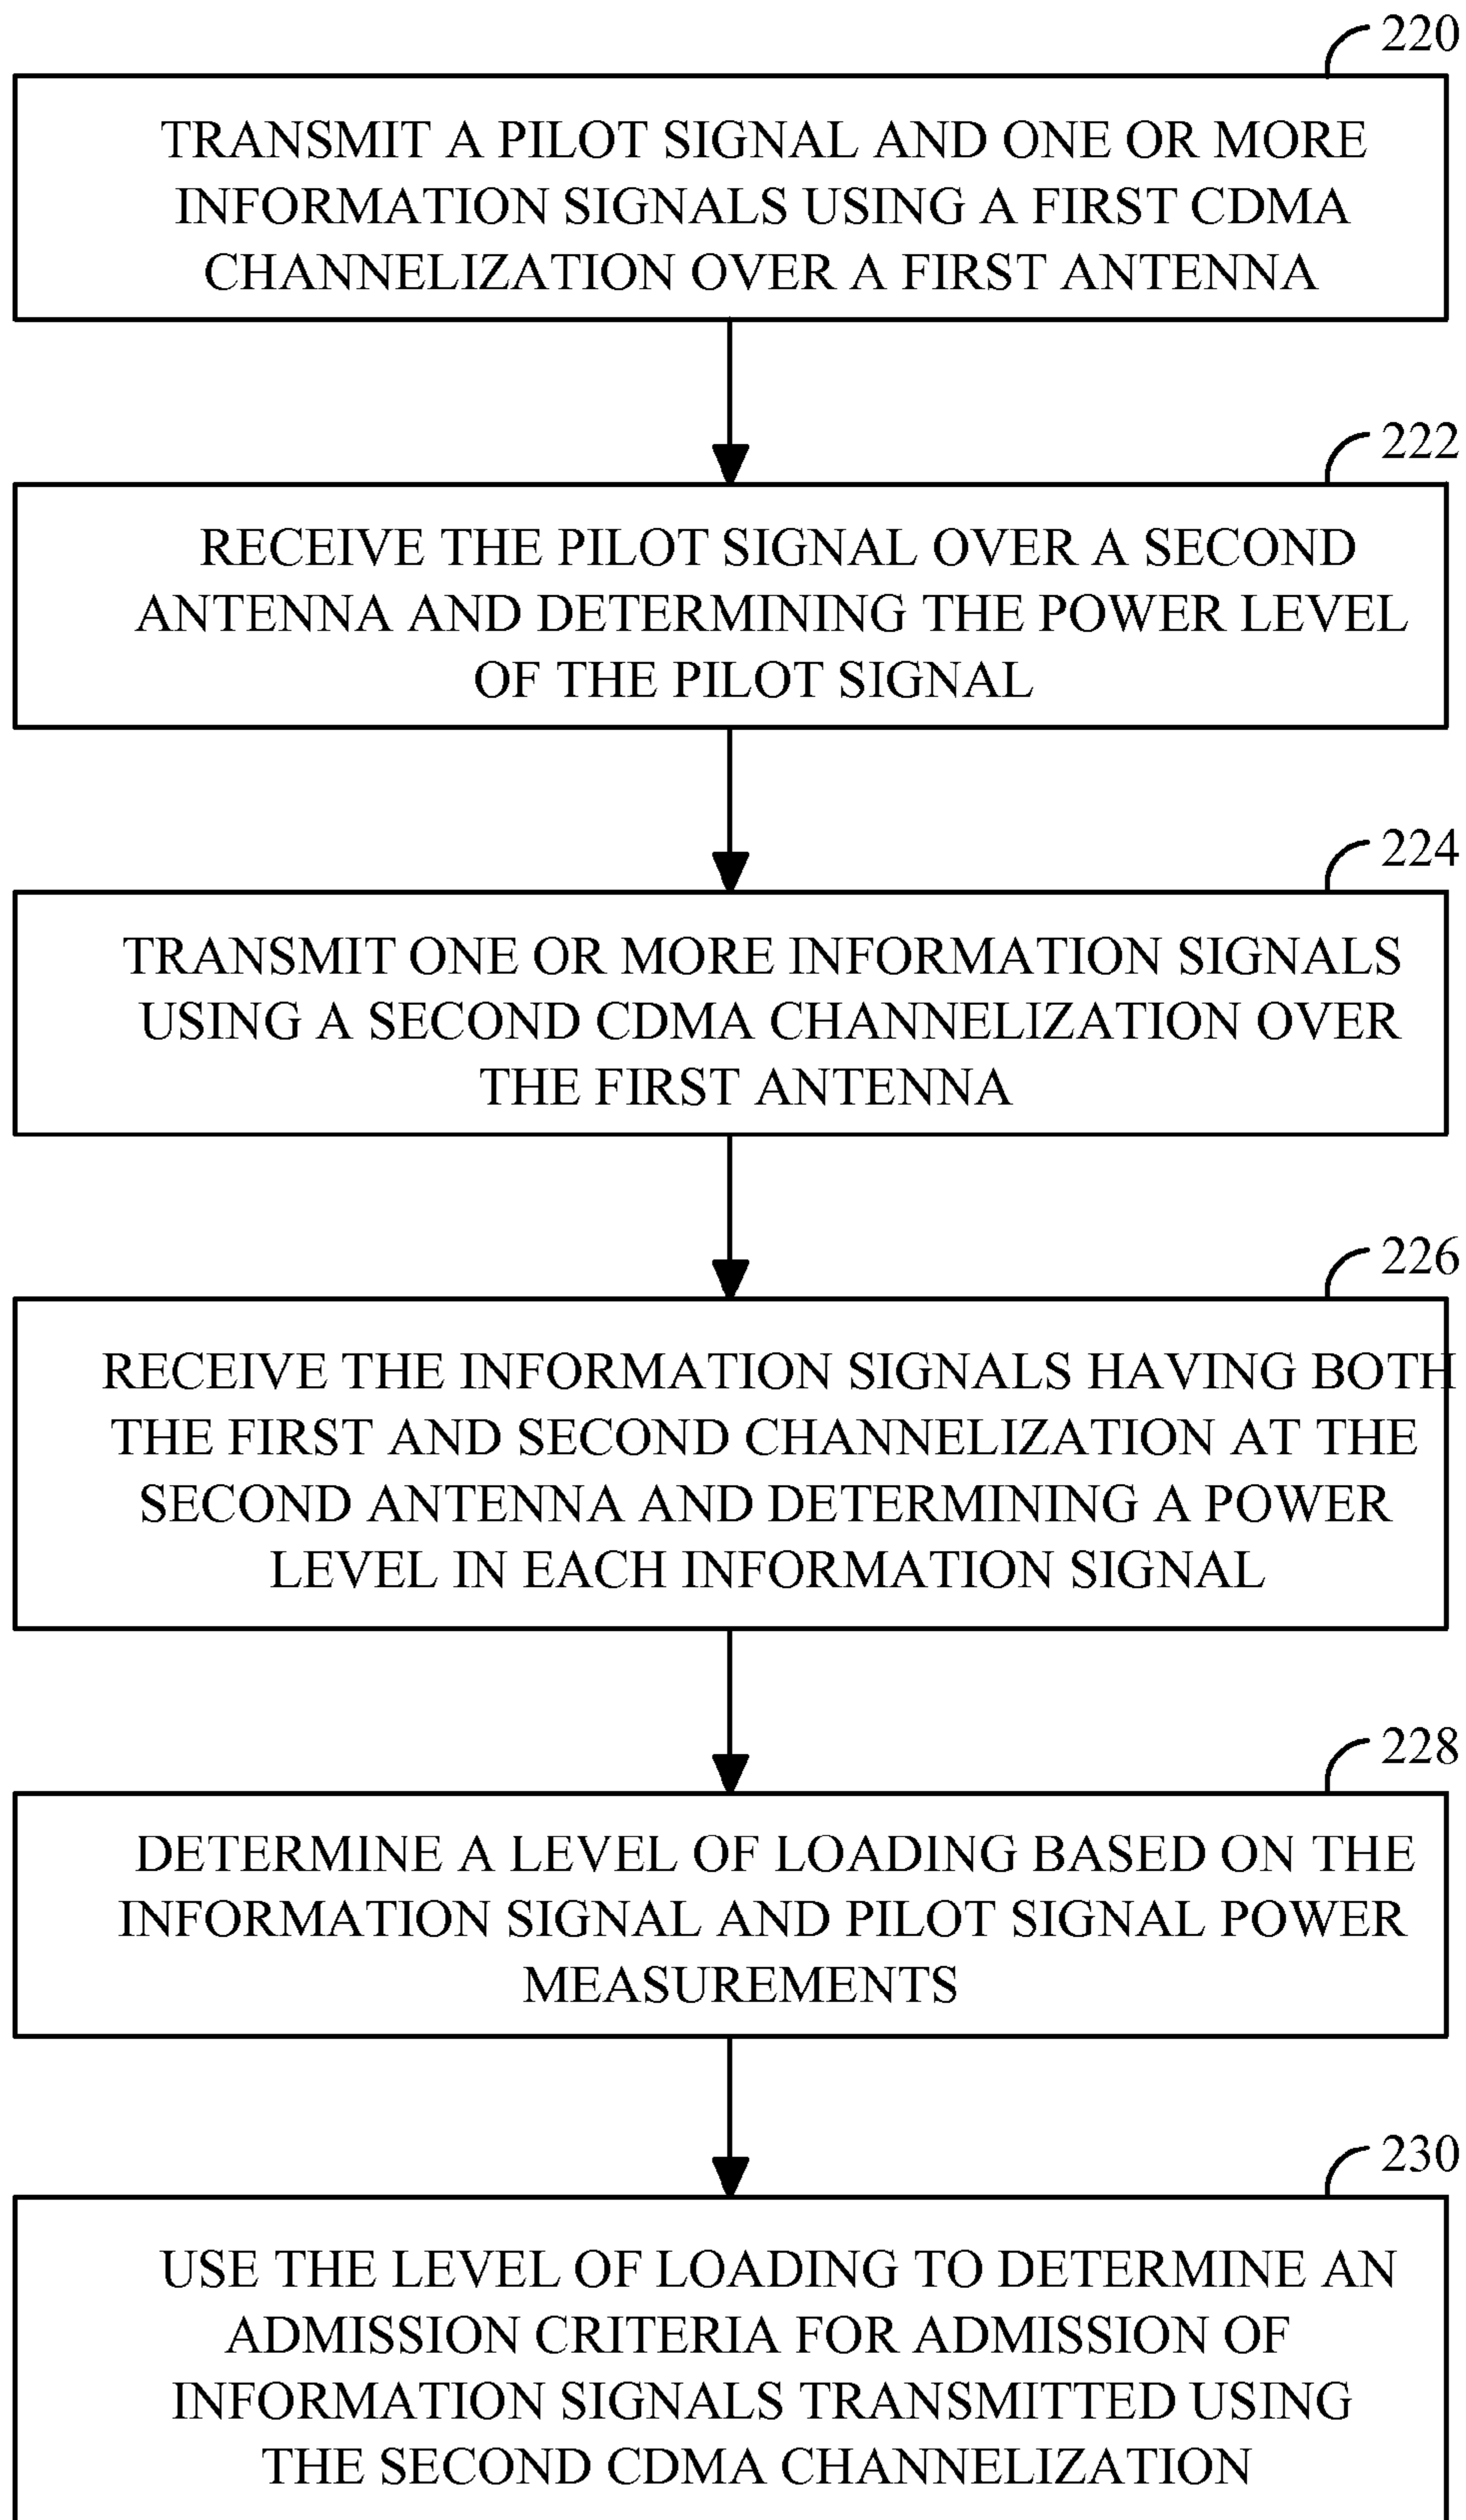 220
TRANSMIT A PILOT SIGNAL AND ONE OR MORE
INFORMATION SIGNALS USING A FIRST CDMA
CHANNELIZATION OVER A FIRST ANTENNA
222
RECEIVE THE PILOT SIGNAL OVER A SECOND
ANTENNA AND DETERMINING THE POWER LEVEL
OF THE PILOT SIGNAL
224
TRANSMIT ONE OR MORE INFORMATION SIGNALS
USING A SECOND CDMA CHANNELIZATION OVER
THE FIRST ANTENNA
226
RECEIVE THE INFORMATION SIGNALS HAVING BOTH
THE FIRST AND SECOND CHANNELIZATION AT THE
SECOND ANTENNA AND DETERMINING A POWER
LEVEL IN EACH INFORMATION SIGNAL
228
DETERMINE A LEVEL OF LOADING BASED ON THE
INFORMATION SIGNAL AND PILOT SIGNAL POWER
MEASUREMENTS
230
USE THE LEVEL OF LOADING TO DETERMINE AN
ADMISSION CRITERIA FOR ADMISSION OF
INFORMATION SIGNALS TRANSMITTED USING
THE SECOND CDMA CHANNELIZATION